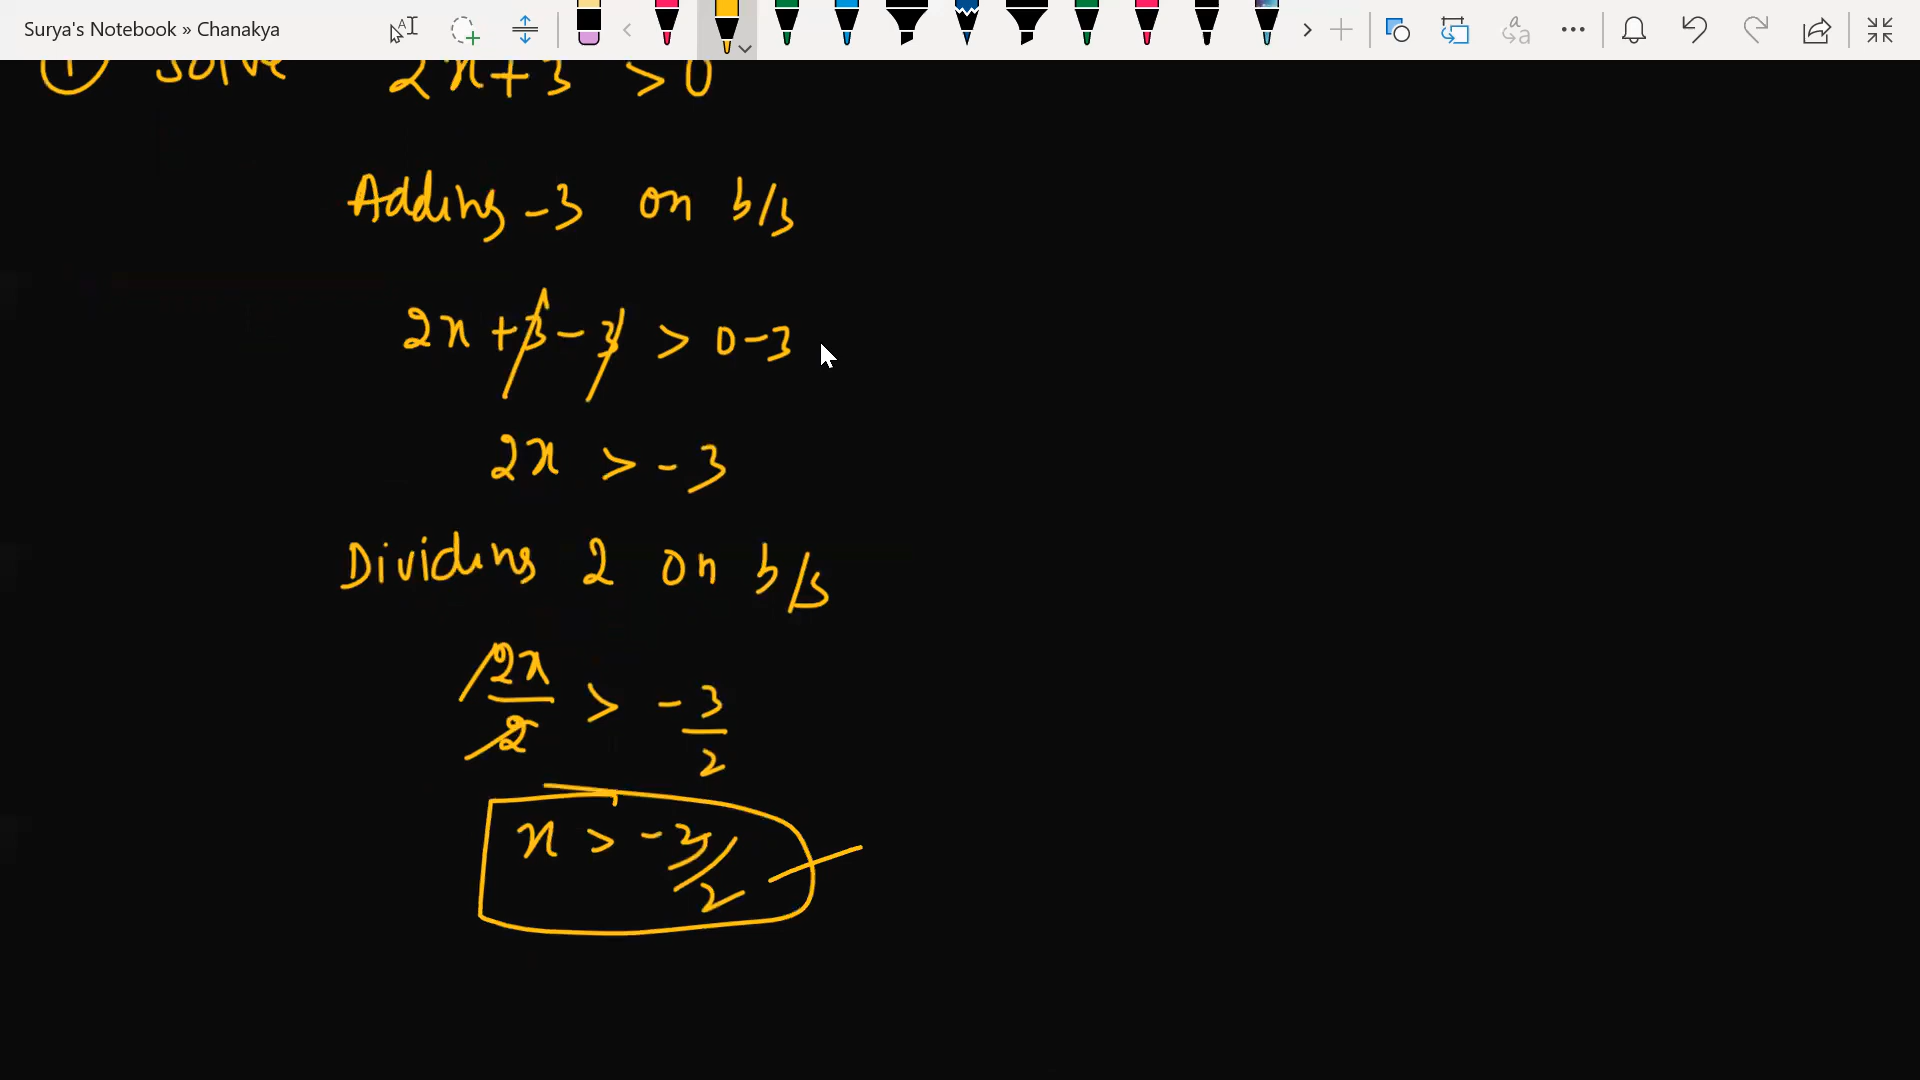 Surya's Notebook » Chanakya
① Solve 2x+3 > 0
Adding -3 on b/s
2x + 3 - 3 > 0 - 3
2x > - 3
Dividing 2 on b/s
2x/2 > - 3/2
x > - 3/2